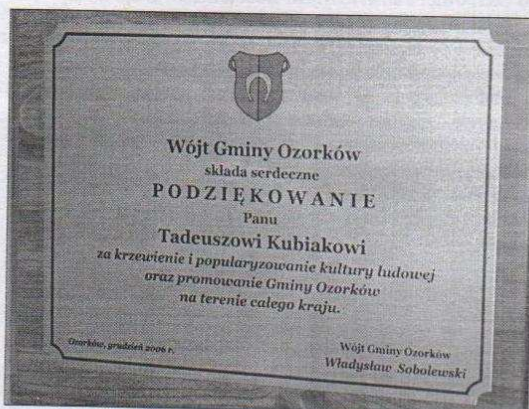 Wójt Gminy Ozorków
składa serdeczne
PODZIĘKOWANIE
Panu
Tadeuszowi Kubiakowi
za krzewienie i popularyzowanie kultury ludowej
oraz promowanie Gminy Ozorków
na terenie całego kraju.
Ozorków, grudzień 2006 r.
Wójt Gminy Ozorków
Władysław Sobolewski